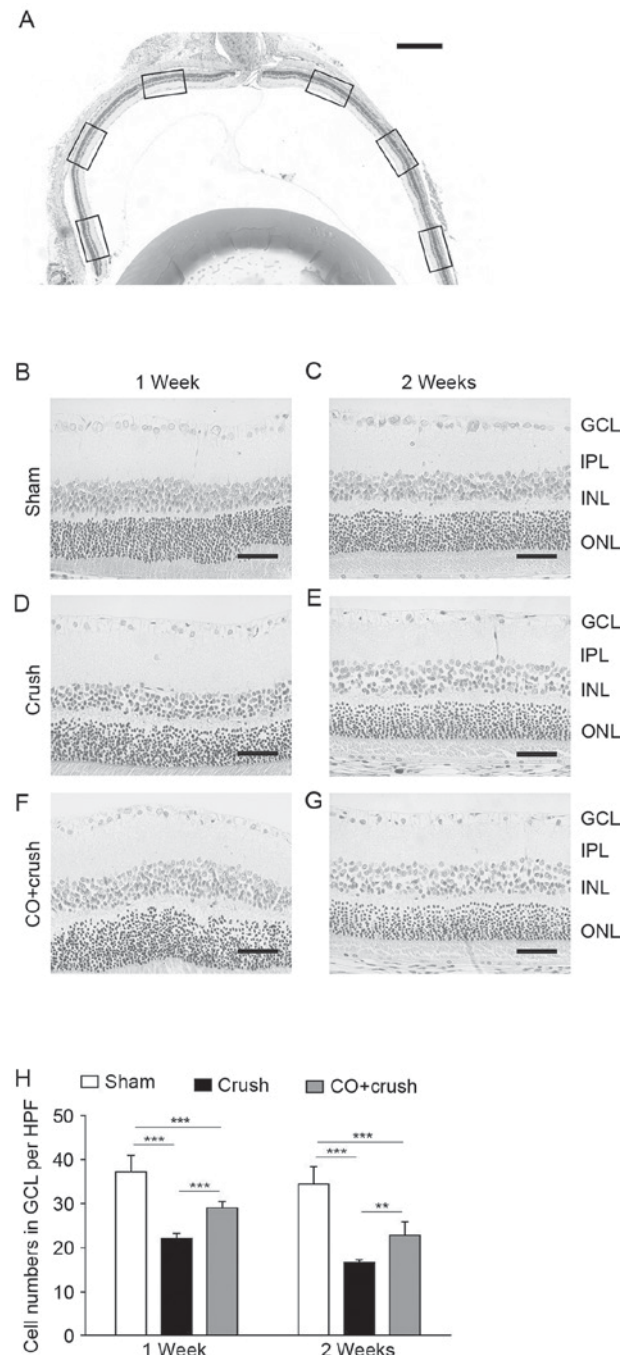 A
B
1 Week
C
2 Weeks
Sham
GCL
IPL
INL
ONL
D
E
Crush
GCL
IPL
INL
ONL
F
G
CO+crush
GCL
IPL
INL
ONL
H
Sham
Crush
CO+crush
Cell numbers in GCL per HPF
50
40
30
20
10
0
***
***
***
***
***
**
1 Week
2 Weeks